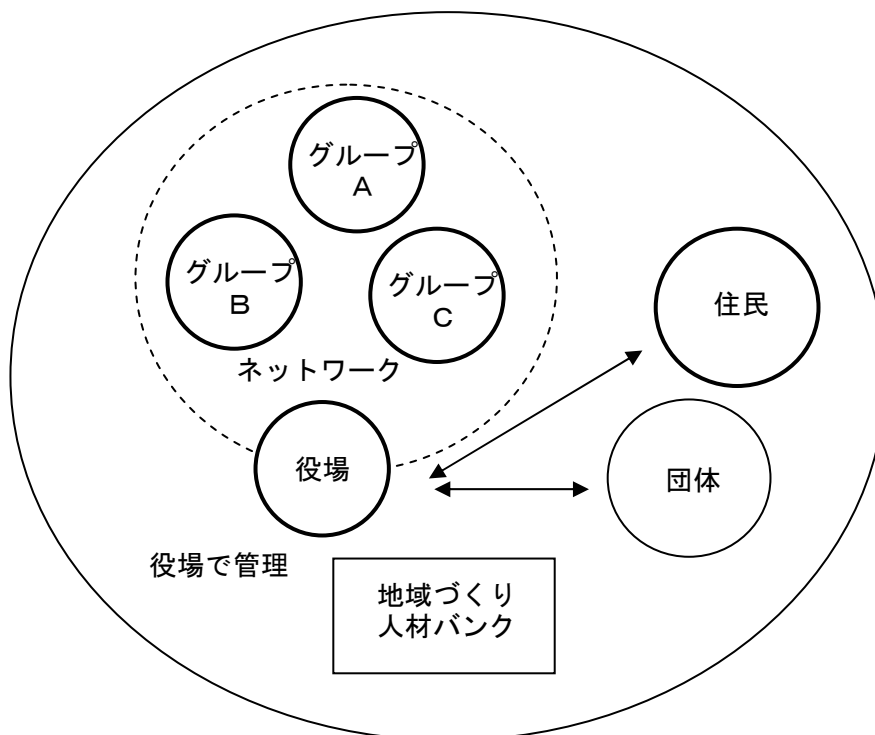 グループ
A
グループ
B
グループ
C
住民
ネットワーク
役場
団体
役場で管理
地域づくり
人材バンク